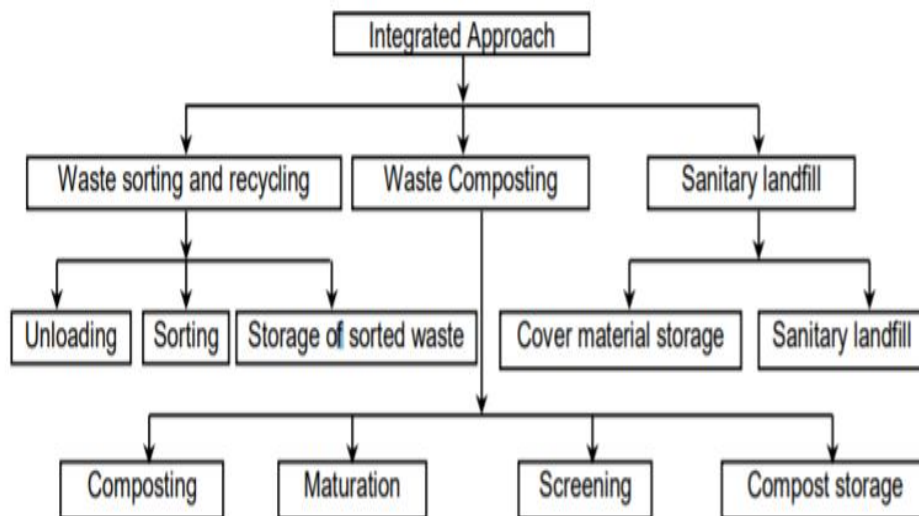 Integrated Approach
Waste sorting and recycling
Waste Composting
Sanitary landfill
Unloading
Sorting
Storage of sorted waste
Cover material storage
Sanitary landfill
Composting
Maturation
Screening
Compost storage